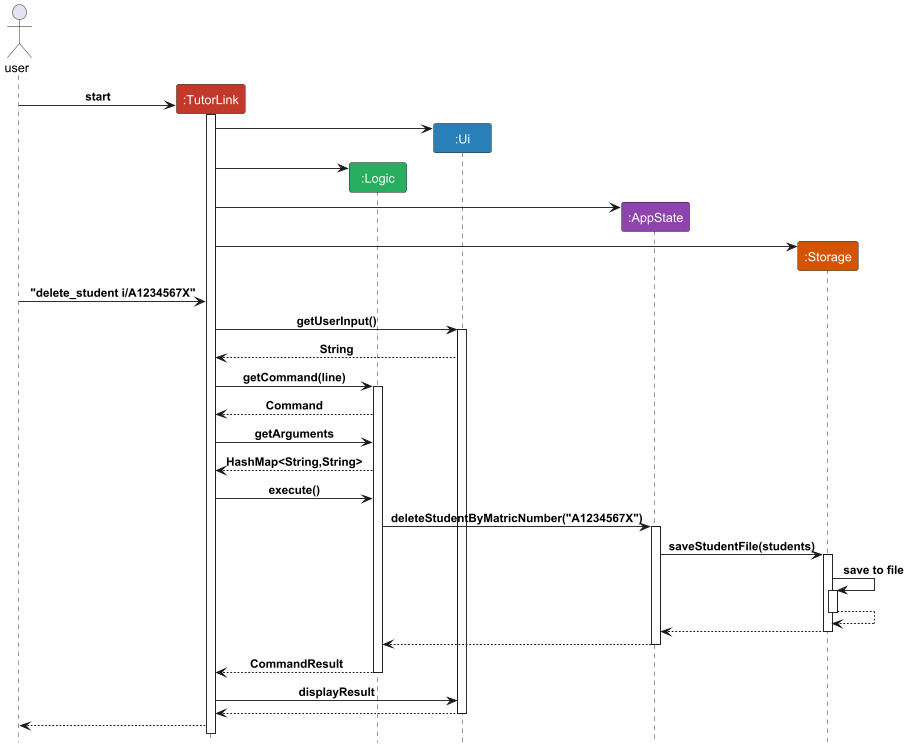 user
start
:TutorLink
:Ui
:Logic
:AppState
:Storage
"delete_student i/A1234567X"
getUserInput()
String
getCommand(line)
Command
getArguments
HashMap<String,String>
execute()
deleteStudentByMatricNumber("A1234567X")
saveStudentFile(students)
save to file
CommandResult
displayResult